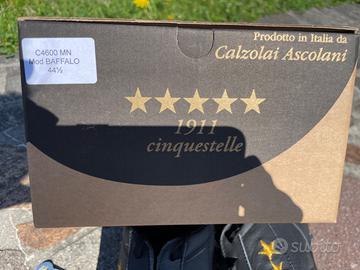 C4600 MN
Mod BAFFALO
44½
Prodotto in Italia da
Calzolai Ascolani
1911
cinquestelle
subito